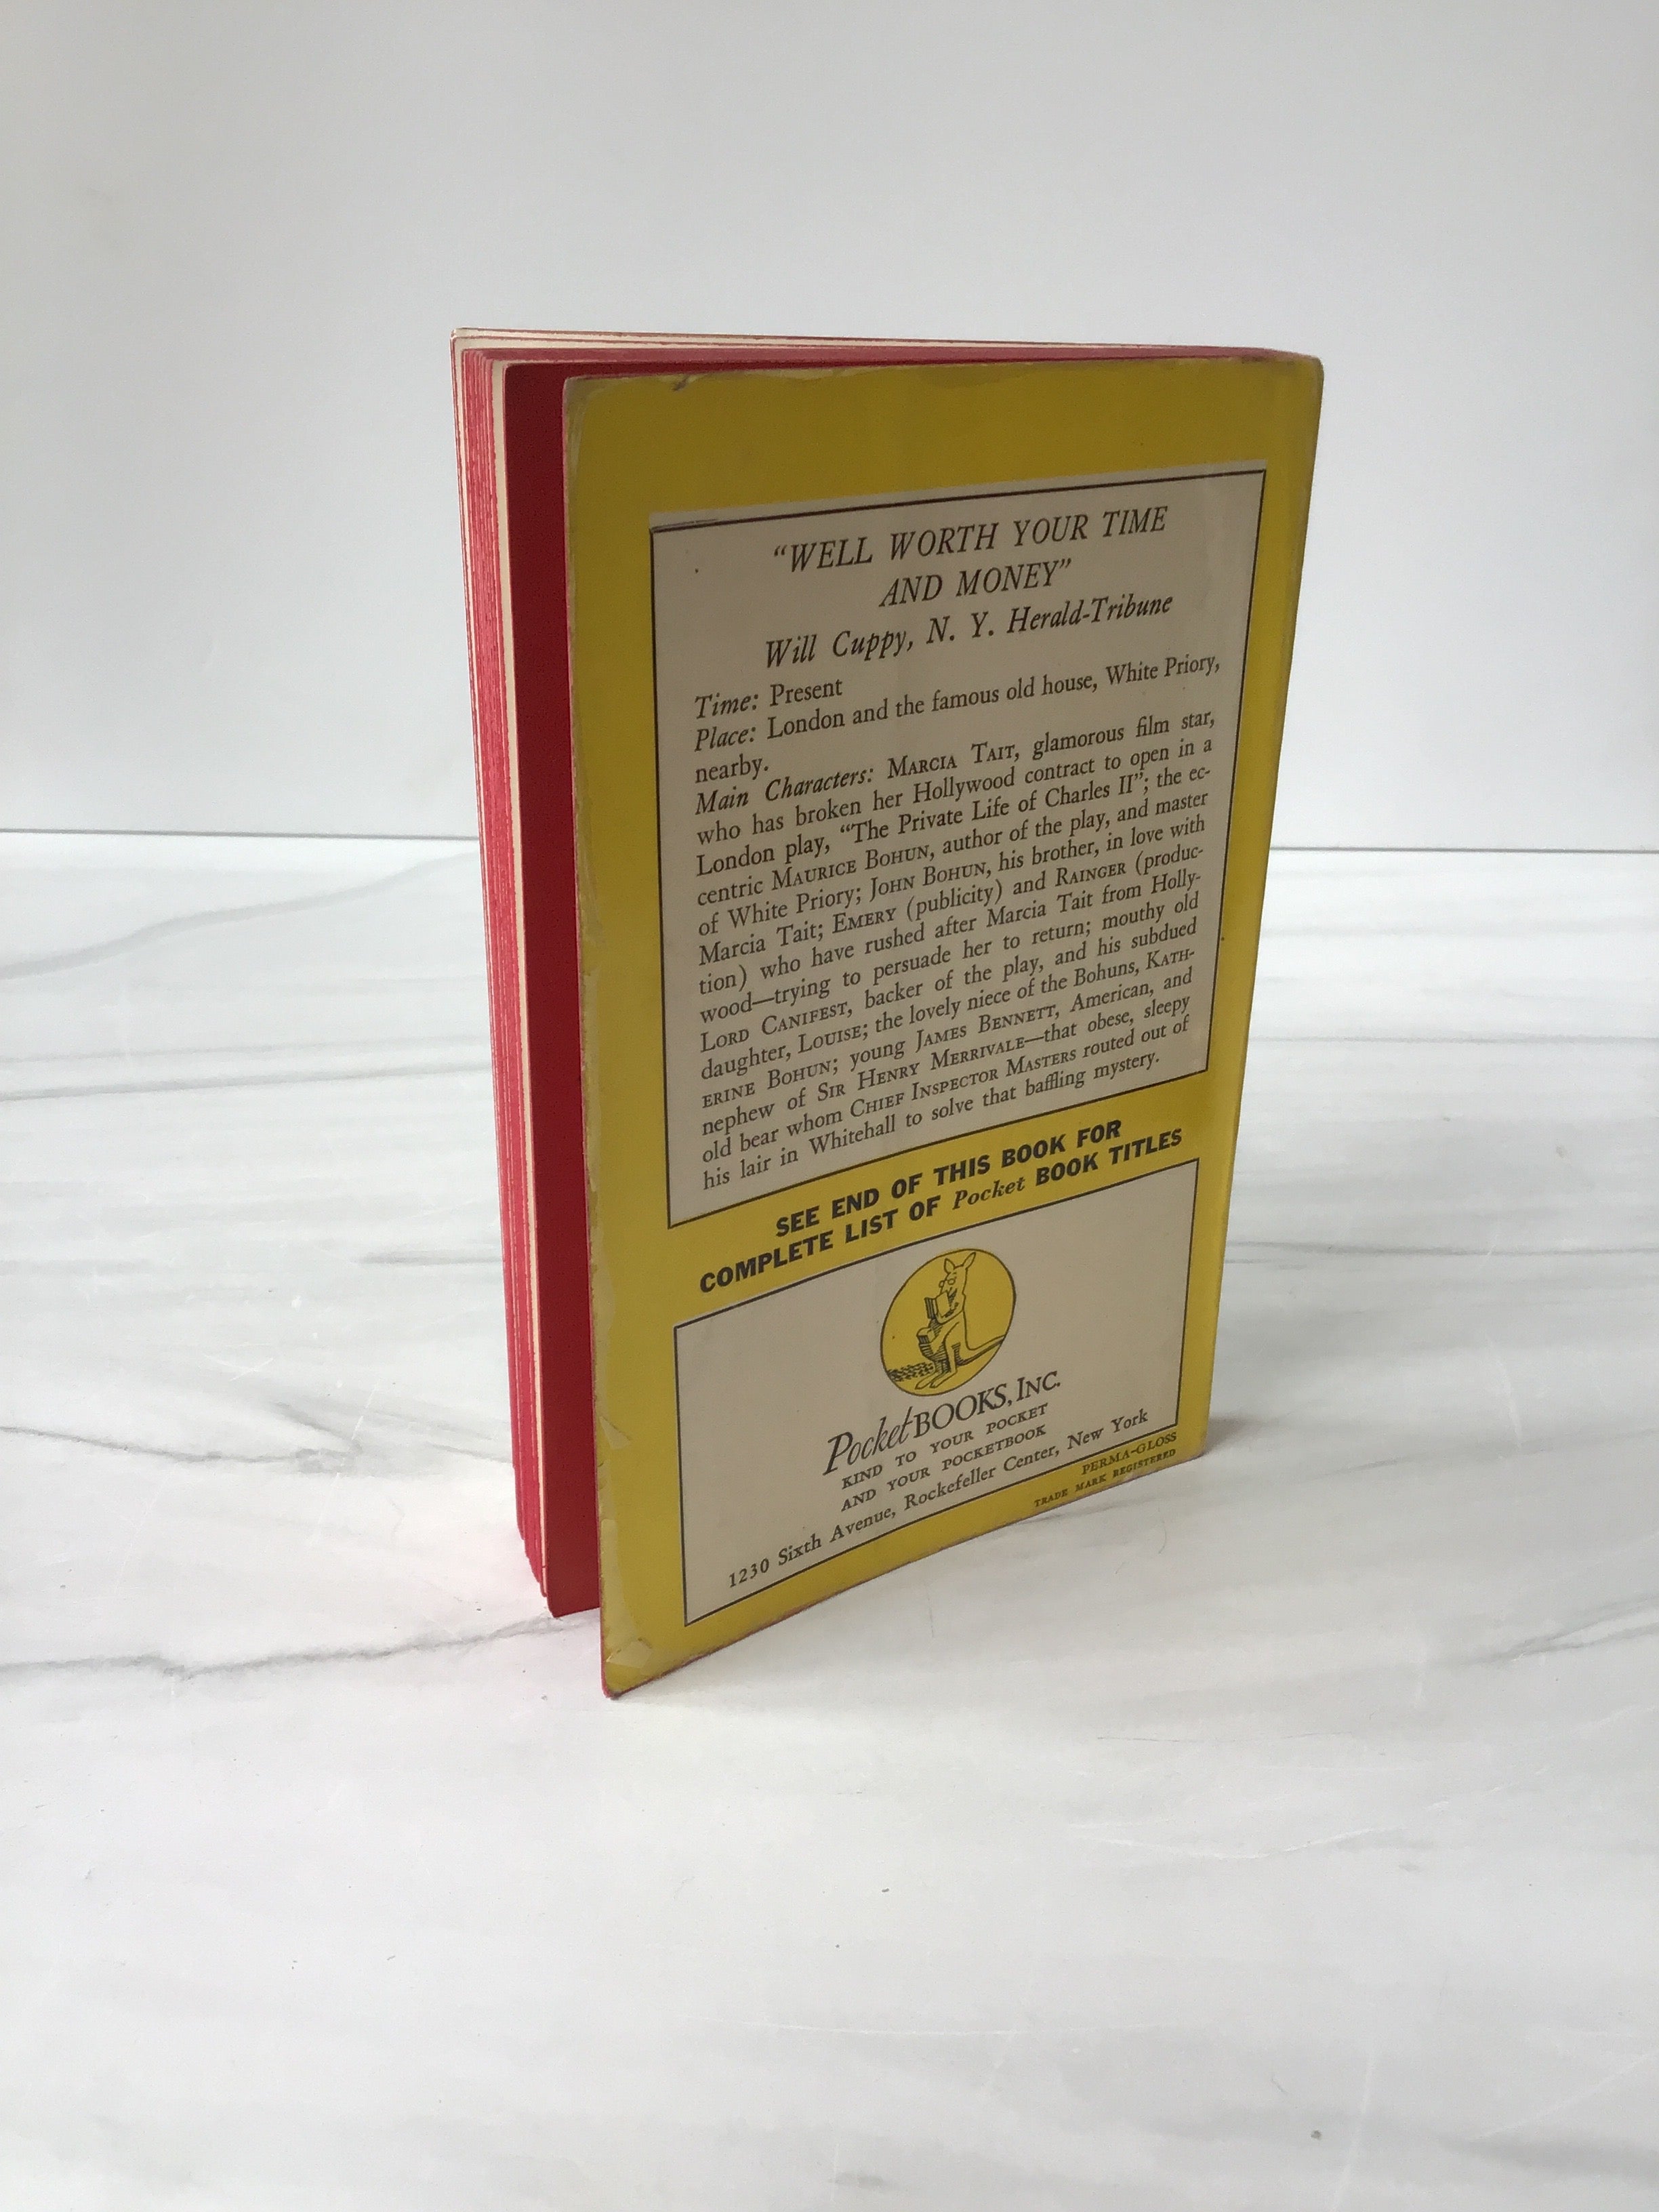 “WELL WORTH YOUR TIME
AND MONEY”
Will Cuppy, N. Y. Herald-Tribune
Time: Present
Place: London and the famous old house, White Priory,
nearby.
Main Characters: MARCIA TAIT, glamorous film star,
who has broken her Hollywood contract to open in a
London play, “The Private Life of Charles II”; the ec-
centric MAURICE BOHUN, author of the play, and master
of White Priory; JOHN BOHUN, his brother, in love with
Marcia Tait; EMERY (publicity) and RAINGER (produc-
tion) who have rushed after Marcia Tait from Holly-
wood—trying to persuade her to return; mouthy old
LORD CANIFEST, backer of the play, and his subdued
daughter, LOUISE; the lovely niece of the Bohuns, KATH-
ERINE BOHUN; young JAMES BENNETT, American, and
nephew of SIR HENRY MERRIVALE—that obese, sleepy
old bear whom CHIEF INSPECTOR MASTERS routed out of
his lair in Whitehall to solve that baffling mystery.
SEE END OF THIS BOOK FOR
COMPLETE LIST OF Pocket BOOK TITLES
Pocket BOOKS, INC.
KIND TO YOUR POCKET
AND YOUR POCKETBOOK
1230 Sixth Avenue, Rockefeller Center, New York
PERMA-GLOSS
TRADE MARK REGISTERED